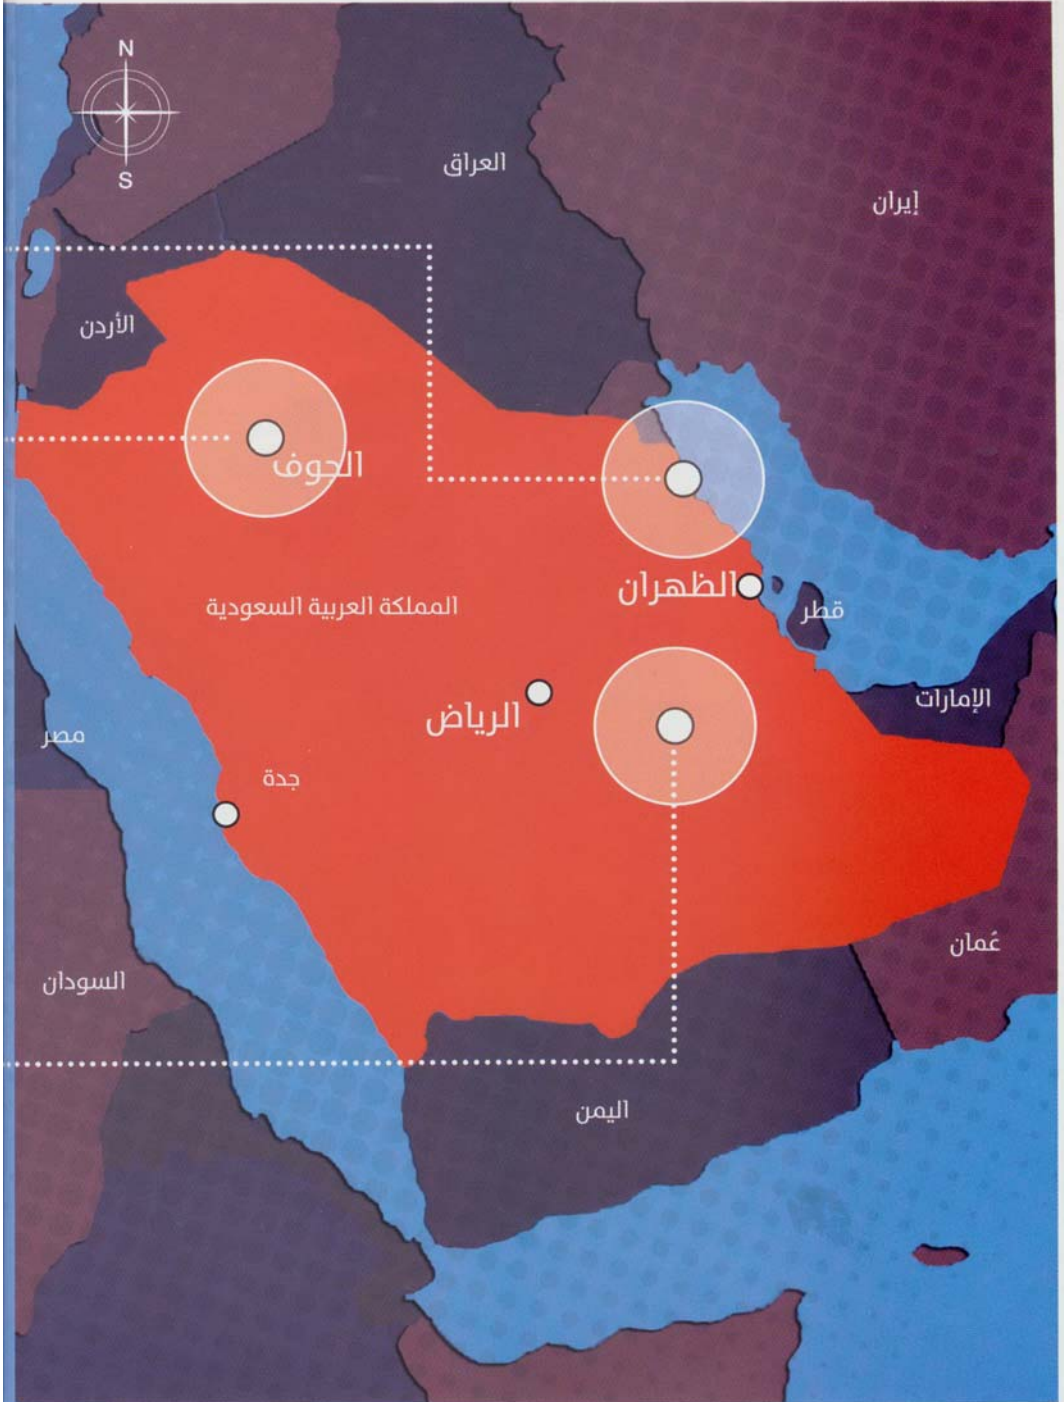 N
S
العراق
إيران
الأردن
الجوف
الظهران
المملكة العربية السعودية
قطر
الرياض
الإمارات
مصر
جدة
عُمان
السودان
اليمن